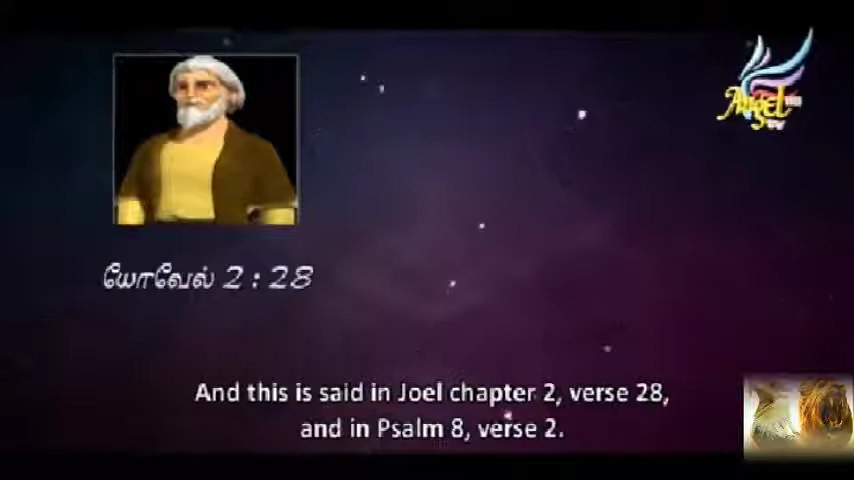 Angel
TV
யோவேல் 2 : 28
And this is said in Joel chapter 2, verse 28,
and in Psalm 8, verse 2.